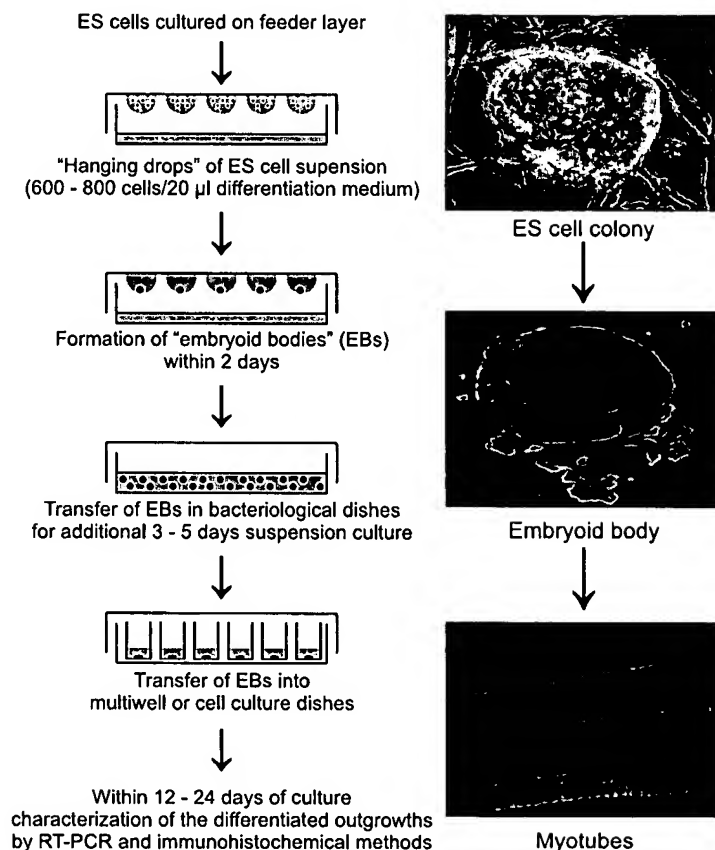 ES cells cultured on feeder layer
"Hanging drops" of ES cell supension
(600 - 800 cells/20 µl differentiation medium)
Formation of "embryoid bodies" (EBs)
within 2 days
Transfer of EBs in bacteriological dishes
for additional 3 - 5 days suspension culture
Transfer of EBs into
multiwell or cell culture dishes
Within 12 - 24 days of culture
characterization of the differentiated outgrowths
by RT-PCR and immunohistochemical methods
ES cell colony
Embryoid body
Myotubes